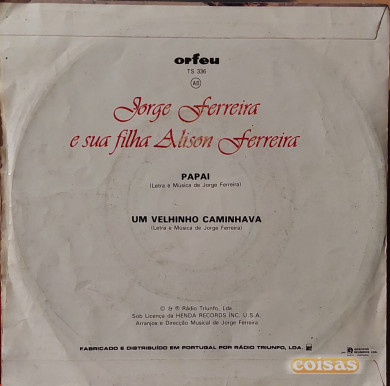 orfeu
TS 336
AD
Jorge Ferreira
e sua filha Alison Ferreira
PAPAI
(Letra e Música de Jorge Ferreira)
UM VELHINHO CAMINHAVA
(Letra e Música de Jorge Ferreira)
© & ℗ Rádio Triunfo, Lda.
Sob Licença da HENDA RECORDS INC. U.S.A.
Arranjos e Direcção Musical de Jorge Ferreira
FABRICADO E DISTRIBUÍDO EM PORTUGAL POR RÁDIO TRIUNFO, LDA.
coisas